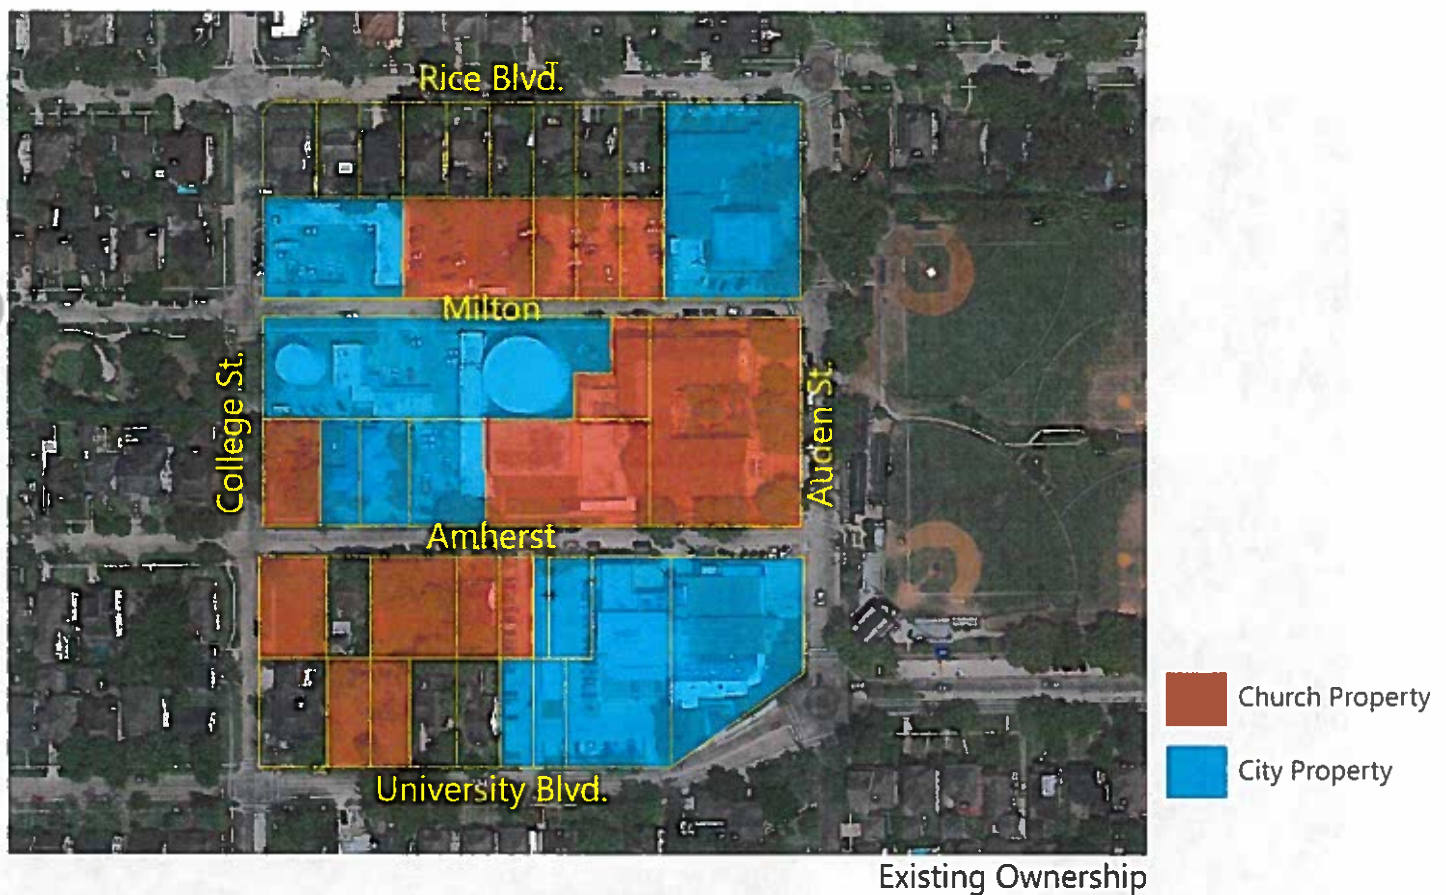 Rice Blvd.
Milton
College St.
Auden St.
Amherst
University Blvd.
Church Property
City Property
Existing Ownership